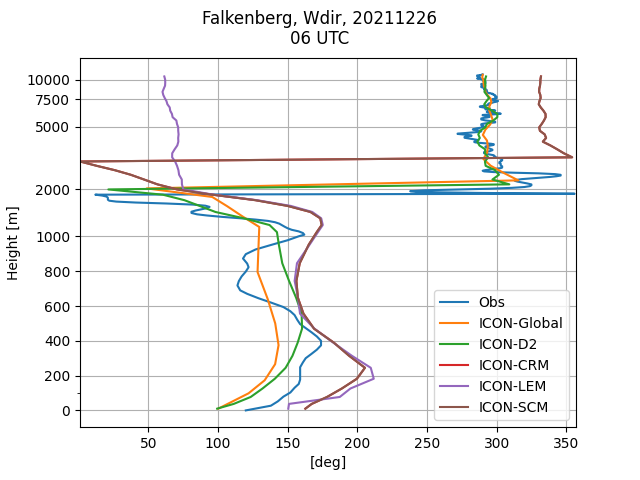 Falkenberg, Wdir, 20211226
06 UTC
Height [m]
10000
7500
5000
2000
1000
800
600
400
200
0
Obs
ICON-Global
ICON-D2
ICON-CRM
ICON-LEM
ICON-SCM
50
100
150
200
250
300
350
[deg]